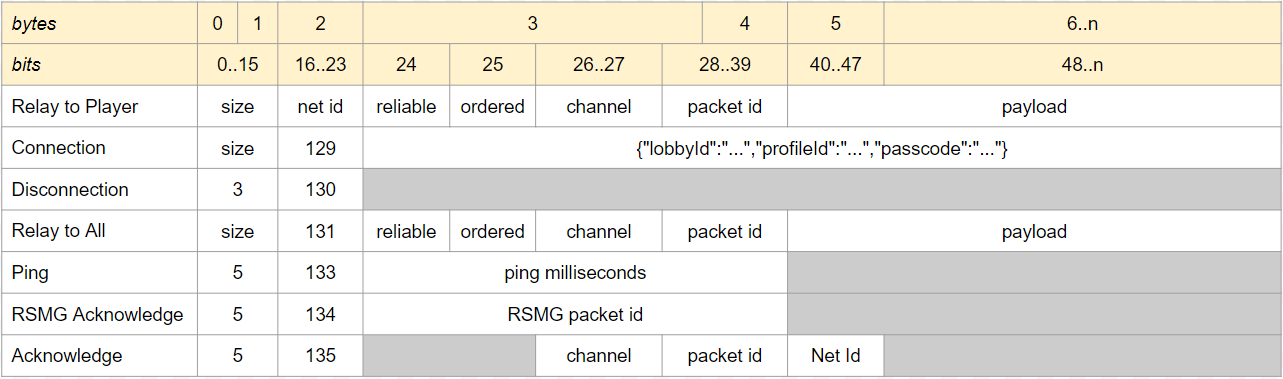 bytes 0 1 2 3 4 5 6..n
bits 0..15 16..23 24 25 26..27 28..39 40..47 48..n
Relay to Player size net id reliable ordered channel packet id payload
Connection size 129 {"lobbyId":"...","profileId":"...","passcode":"..."}
Disconnection 3 130
Relay to All size 131 reliable ordered channel packet id payload
Ping 5 133 ping milliseconds
RSMG Acknowledge 5 134 RSMG packet id
Acknowledge 5 135 channel packet id Net Id